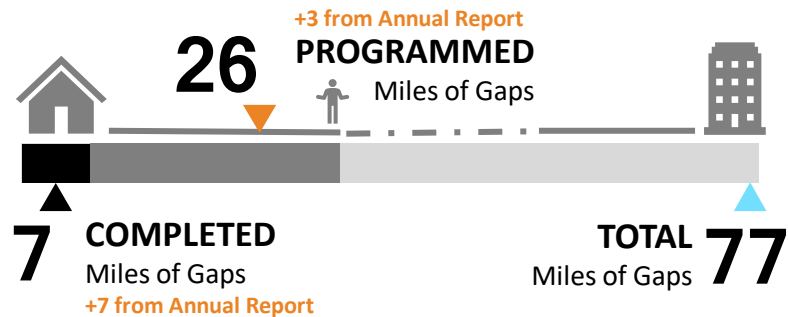 +3 from Annual Report
26 PROGRAMMED
Miles of Gaps
7 COMPLETED
Miles of Gaps
+7 from Annual Report
TOTAL 77
Miles of Gaps